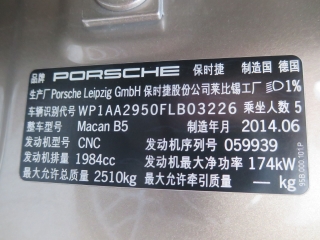 品牌 PORSCHE 保时捷 制造国 德国
生产厂 Porsche Leipzig GmbH 保时捷股份公司莱比锡工厂 1%
车辆识别代号 WP1AA2950FLB03226 乘坐人数 5
整车型号 Macan B5 制造年月 2014.06
发动机型号 CNC 发动机序列号 059939
发动机排量 1984cc 发动机最大净功率 174kW
最大允许总质量 2510kg 最大允许牵引质量 — kg
95B.000.101.P